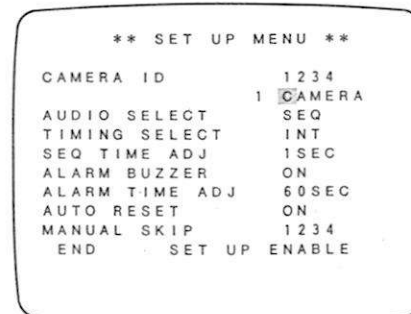 ** SET UP MENU **
CAMERA ID 1234
1 CAMERA
AUDIO SELECT SEQ
TIMING SELECT INT
SEQ TIME ADJ 1SEC
ALARM BUZZER ON
ALARM TIME ADJ 60SEC
AUTO RESET ON
MANUAL SKIP 1234
END SET UP ENABLE